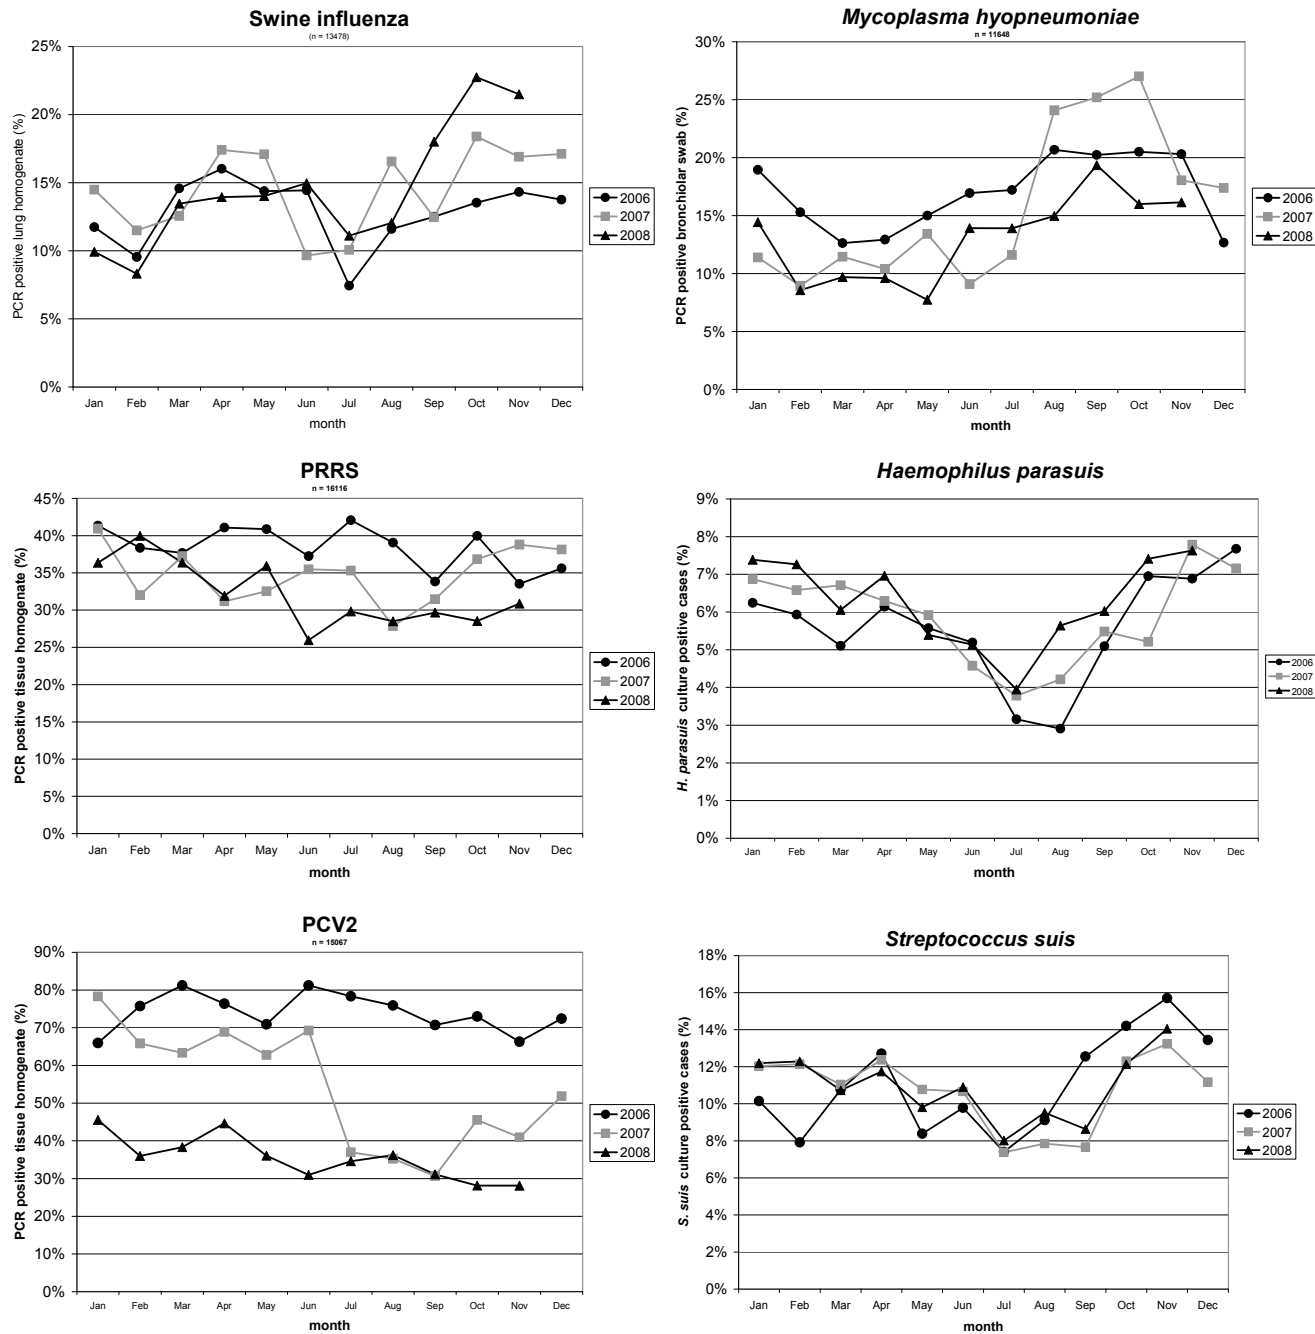 Swine influenza
(n = 13478)
PCR positive lung homogenate (%)
25%
20%
15%
10%
5%
0%
Jan Feb Mar Apr May Jun Jul Aug Sep Oct Nov Dec
month
2006
2007
2008
Mycoplasma hyopneumoniae
n = 11648
PCR positive bronchiolar swab (%)
30%
25%
20%
15%
10%
5%
0%
Jan Feb Mar Apr May Jun Jul Aug Sep Oct Nov Dec
month
2006
2007
2008
PRRS
n = 16116
PCR positive tissue homogenate (%)
45%
40%
35%
30%
25%
20%
15%
10%
5%
0%
Jan Feb Mar Apr May Jun Jul Aug Sep Oct Nov Dec
month
2006
2007
2008
Haemophilus parasuis
H. parasuis culture positive cases (%)
9%
8%
7%
6%
5%
4%
3%
2%
1%
0%
Jan Feb Mar Apr May Jun Jul Aug Sep Oct Nov Dec
month
2006
2007
2008
PCV2
n = 15067
PCR positive tissue homogenate (%)
90%
80%
70%
60%
50%
40%
30%
20%
10%
0%
Jan Feb Mar Apr May Jun Jul Aug Sep Oct Nov Dec
month
2006
2007
2008
Streptococcus suis
S. suis culture positive cases (%)
18%
16%
14%
12%
10%
8%
6%
4%
2%
0%
Jan Feb Mar Apr May Jun Jul Aug Sep Oct Nov Dec
month
2006
2007
2008